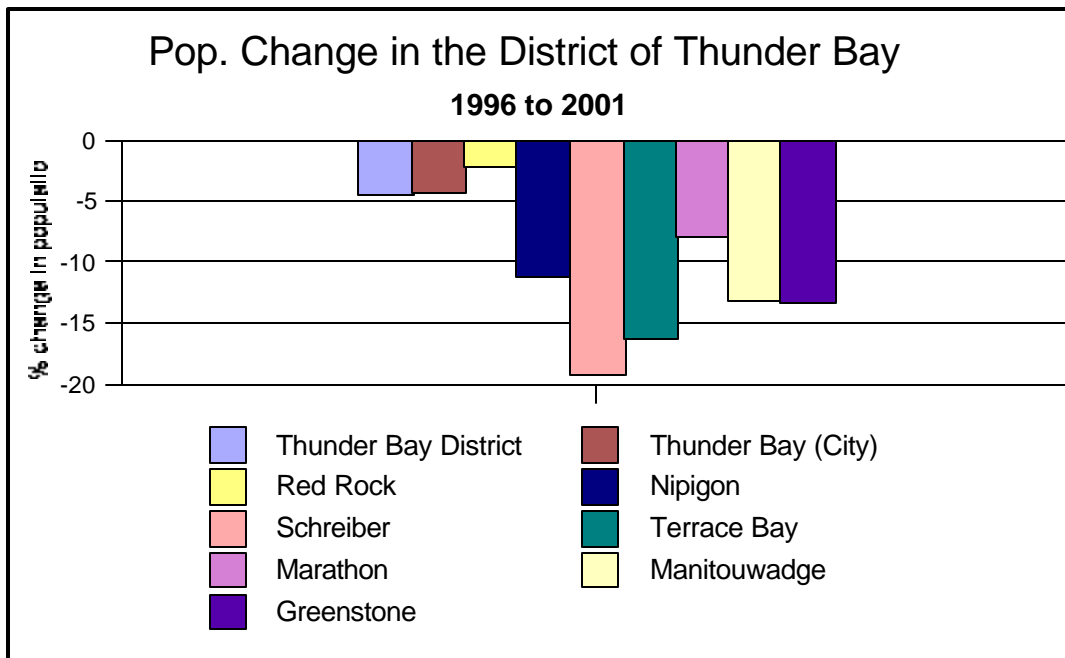 Pop. Change in the District of Thunder Bay
1996 to 2001
0
-5
-10
-15
-20
% change in populatio
Thunder Bay District
Thunder Bay (City)
Red Rock
Nipigon
Schreiber
Terrace Bay
Marathon
Manitouwadge
Greenstone